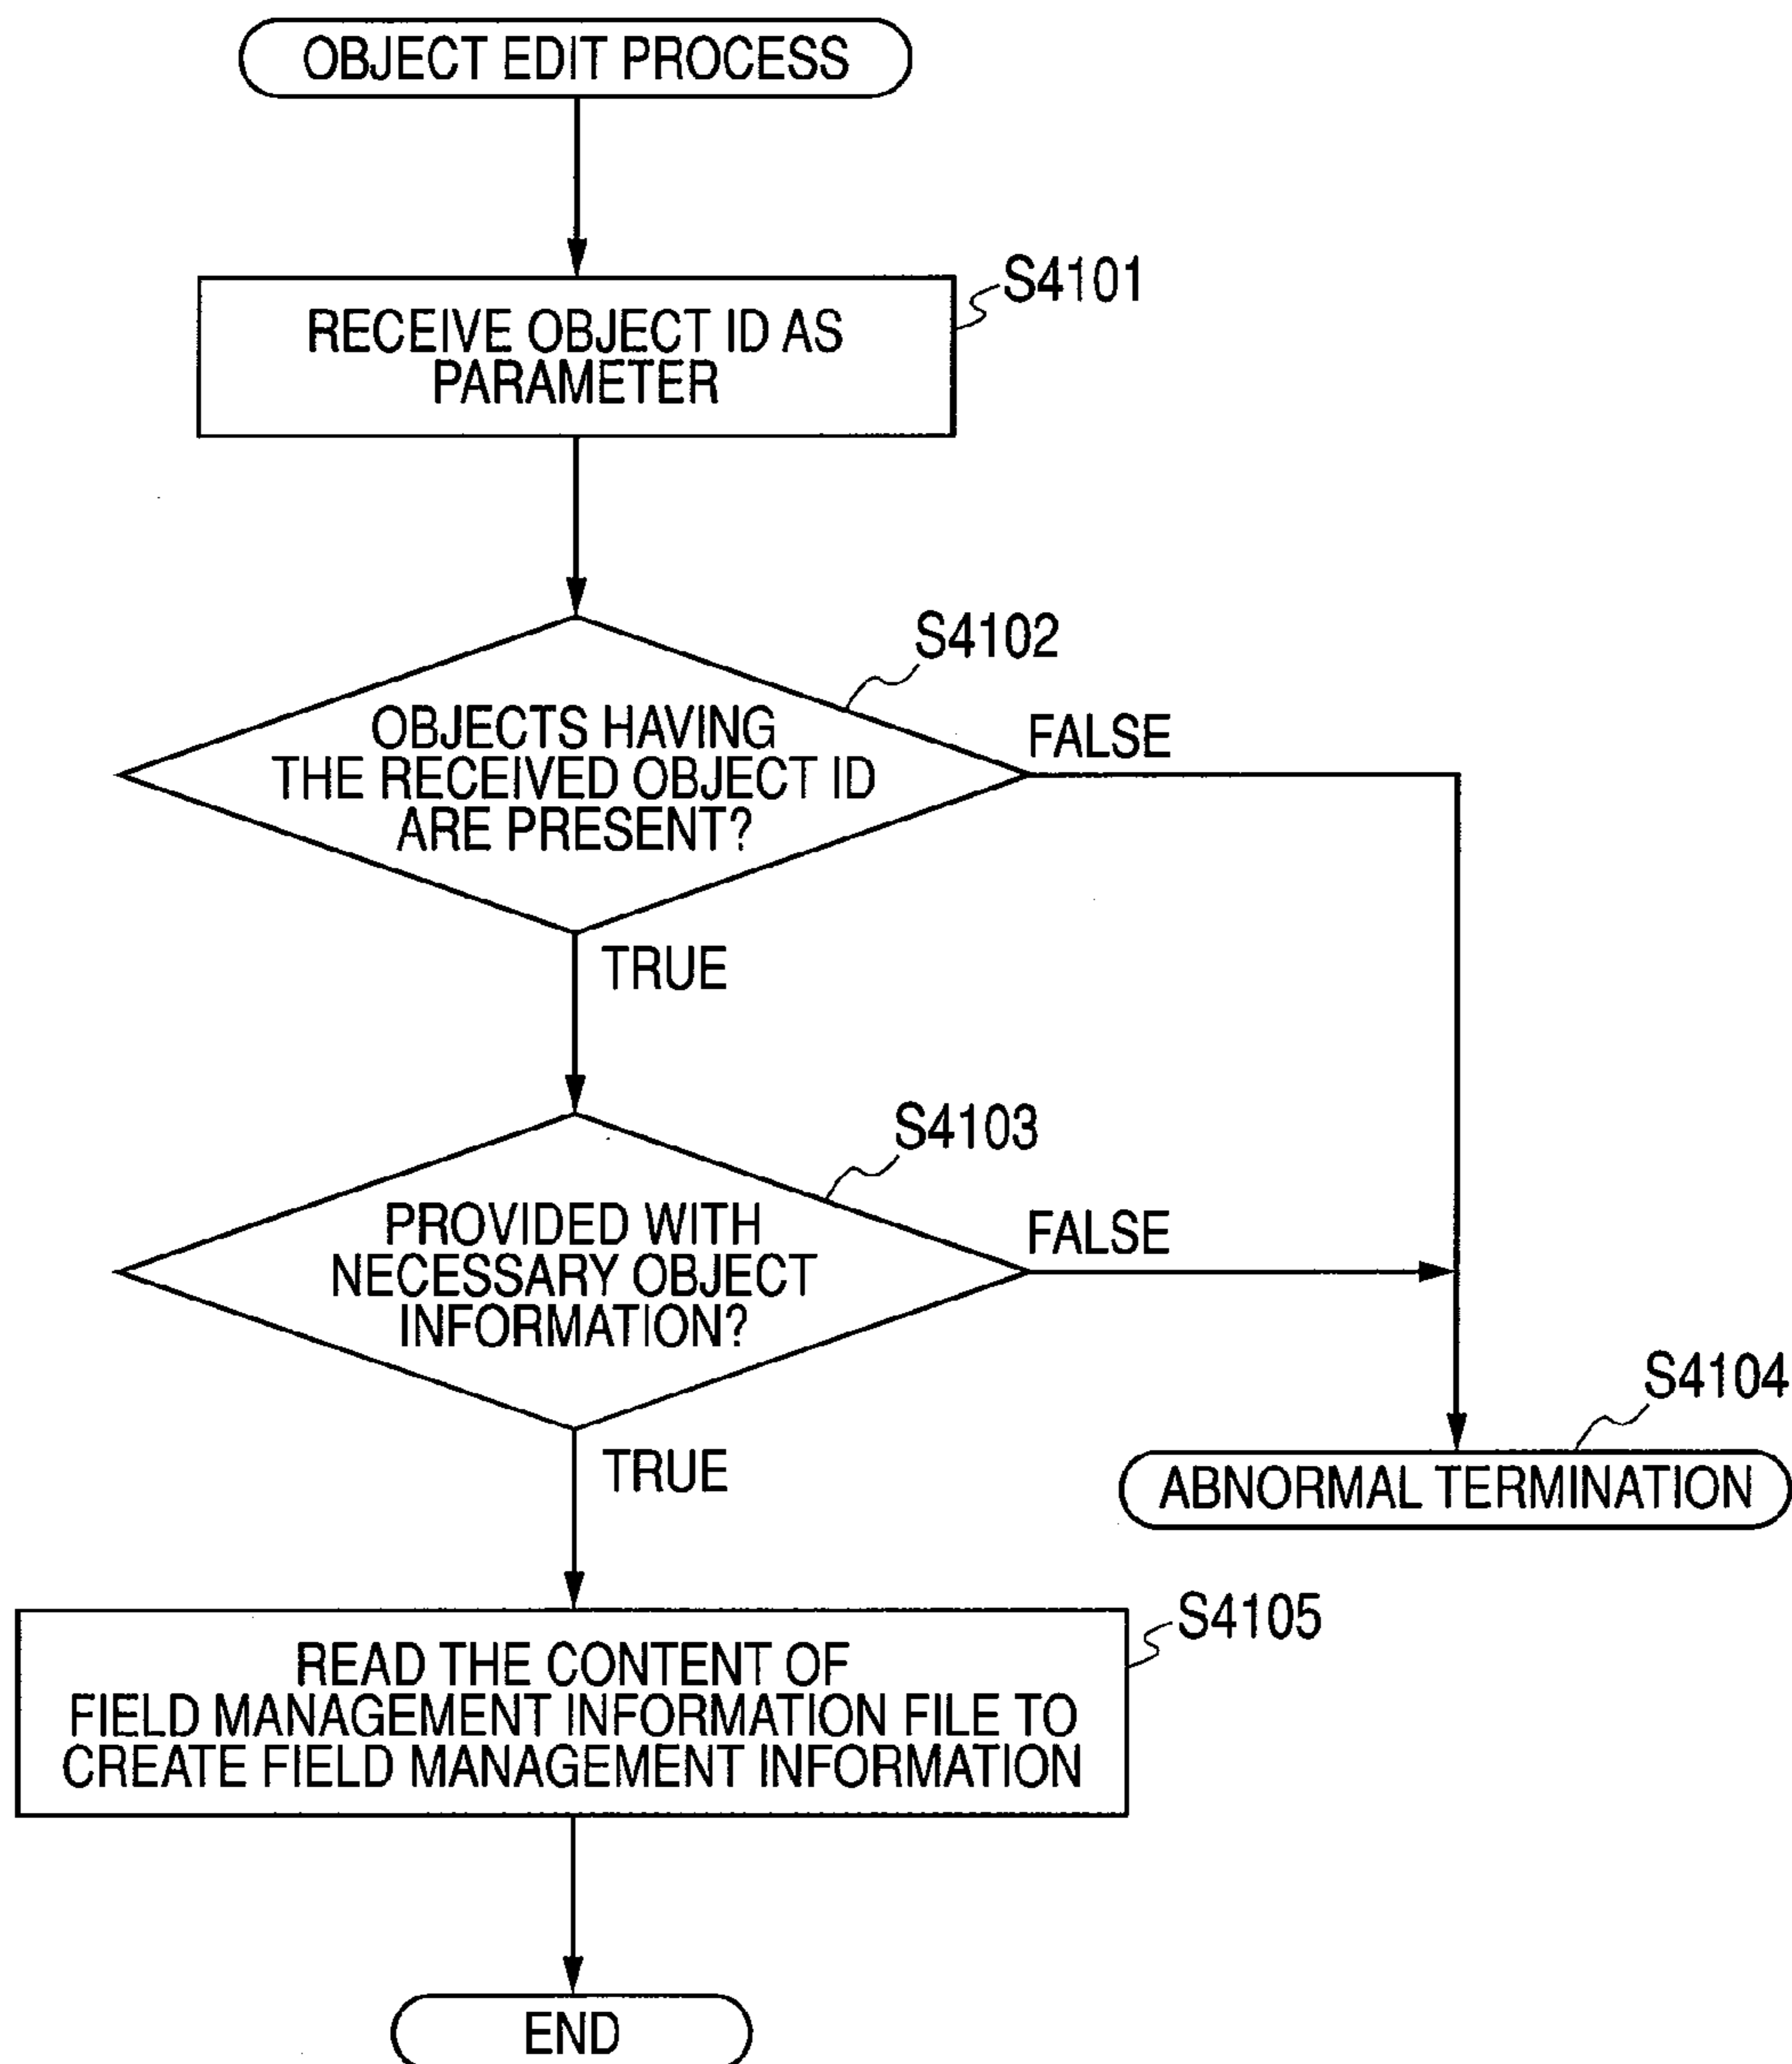 OBJECT EDIT PROCESS
S4101
RECEIVE OBJECT ID AS
PARAMETER
S4102
OBJECTS HAVING
THE RECEIVED OBJECT ID
ARE PRESENT?
FALSE
TRUE
S4103
PROVIDED WITH
NECESSARY OBJECT
INFORMATION?
FALSE
TRUE
S4104
ABNORMAL TERMINATION
S4105
READ THE CONTENT OF
FIELD MANAGEMENT INFORMATION FILE TO
CREATE FIELD MANAGEMENT INFORMATION
END